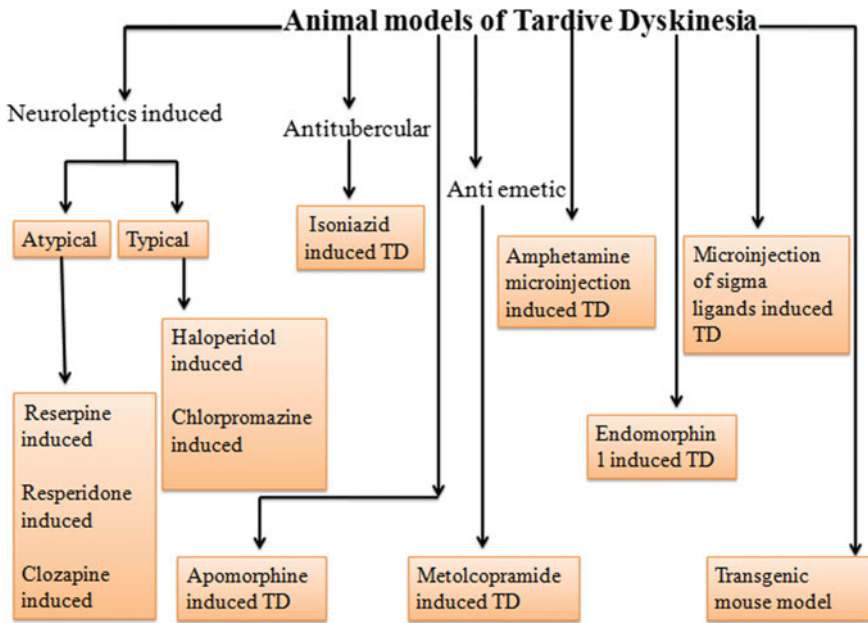 Animal models of Tardive Dyskinesia
Neuroleptics induced
Antitubercular
Anti emetic
Atypical
Typical
Isoniazid
induced TD
Amphetamine
microinjection
induced TD
Microinjection
of sigma
ligands induced
TD
Haloperidol
induced
Chlorpromazine
induced
Reserpine
induced
Resperidone
induced
Clozapine
induced
Endomorphin
1 induced TD
Apomorphine
induced TD
Metolcopramide
induced TD
Transgenic
mouse model